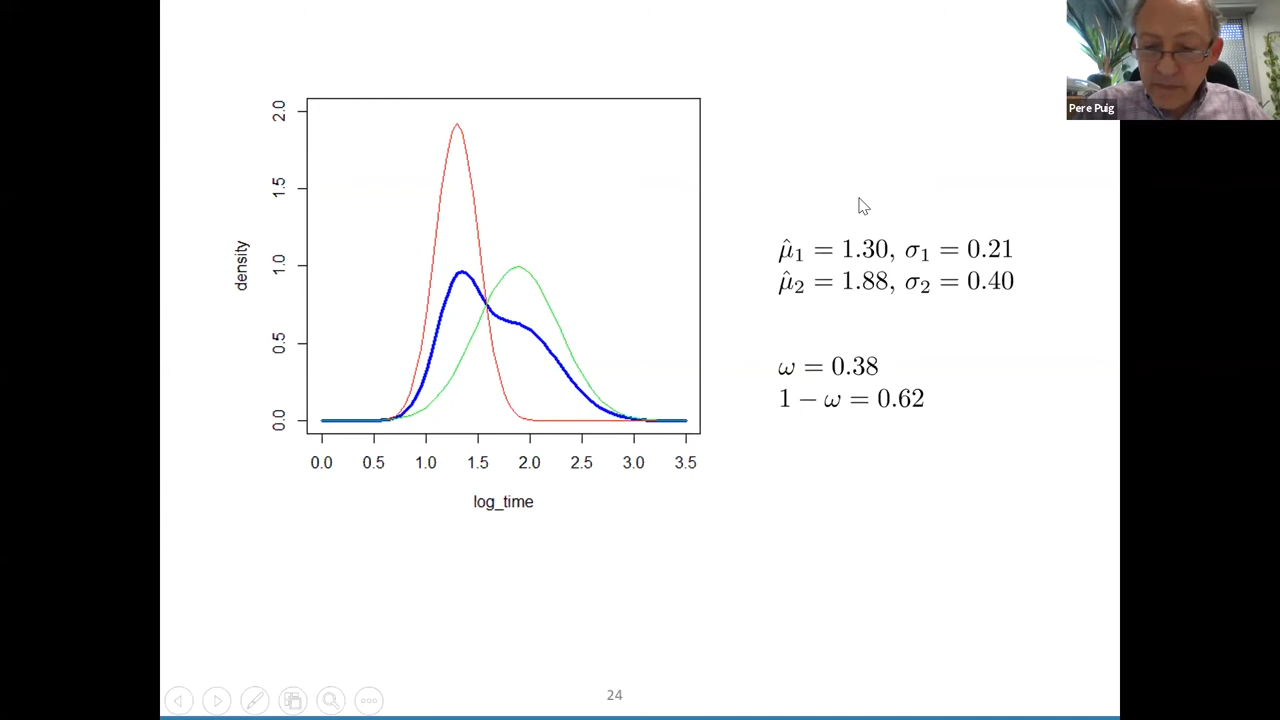 Pere Puig
2.0
1.5
1.0
0.5
0.0
density
0.0 0.5 1.0 1.5 2.0 2.5 3.0 3.5
log_time
μ̂₁ = 1.30, σ₁ = 0.21
μ̂₂ = 1.88, σ₂ = 0.40
ω = 0.38
1 − ω = 0.62
24